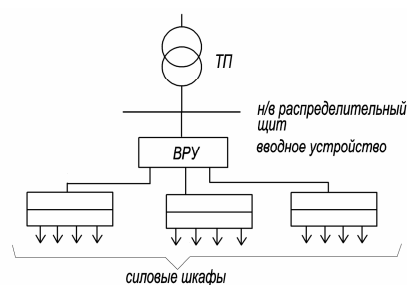 ТП
н/в распределительный
щит
ВРУ
вводное устройство
силовые шкафы